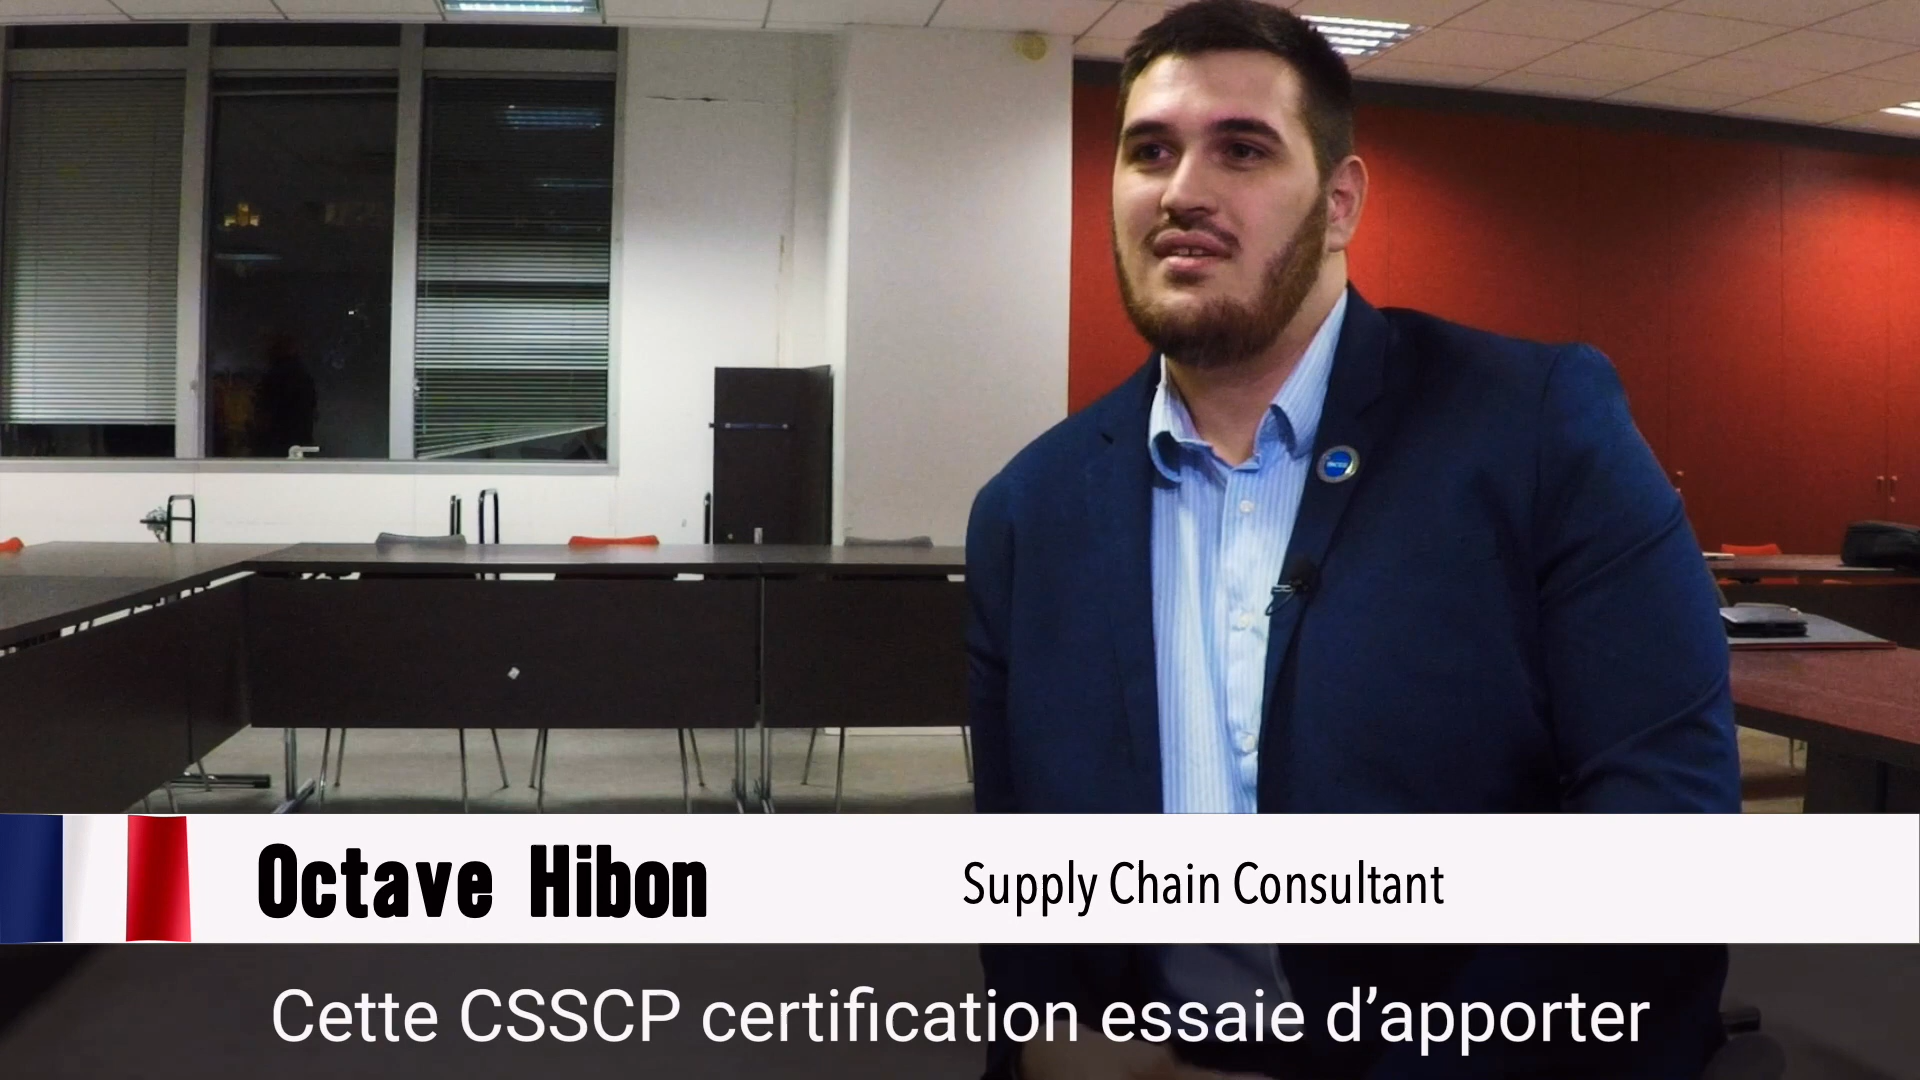 Octave Hibon
Supply Chain Consultant
Cette CSSCP certification essaie d’apporter